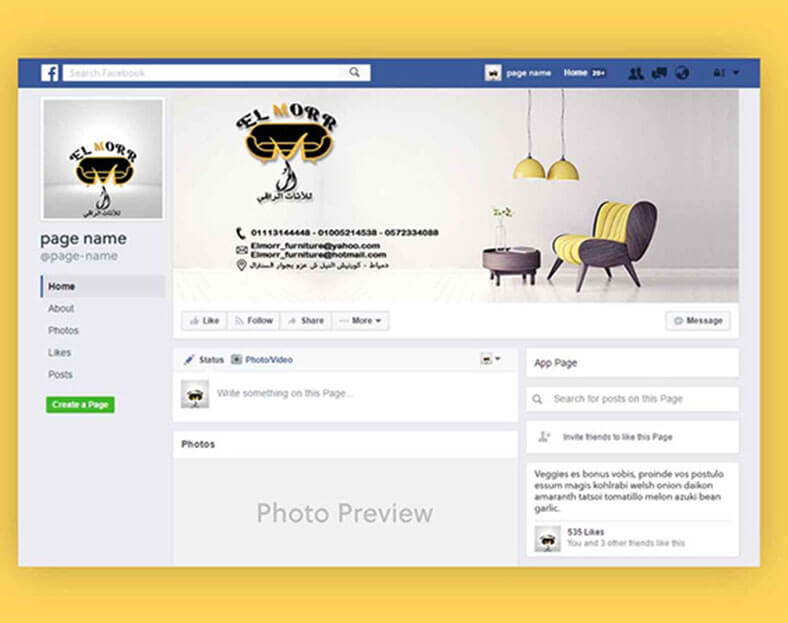 Search Facebook
page name
Home 20+
EL MORR
للأثاث الراقي
page name
@page-name
Home
About
Photos
Likes
Posts
Create a Page
EL MORR
للأثاث الراقي
01113144448 - 01005214538 - 0572334088
Elmorr_furniture@yahoo.com
Elmorr_furniture@hotmail.com
دمياط - كورنيش النيل ش عزم بجوار السنترال
Like
Follow
Share
More
Message
Status
Photo/Video
Write something on this Page...
Photos
Photo Preview
App Page
Search for posts on this Page
Invite friends to like this Page
Veggies es bonus vobis, proinde vos postulo
essum magis kohlrabi welsh onion daikon
amaranth tatsoi tomatillo melon azuki bean
garlic.
535 Likes
You and 3 other friends like this